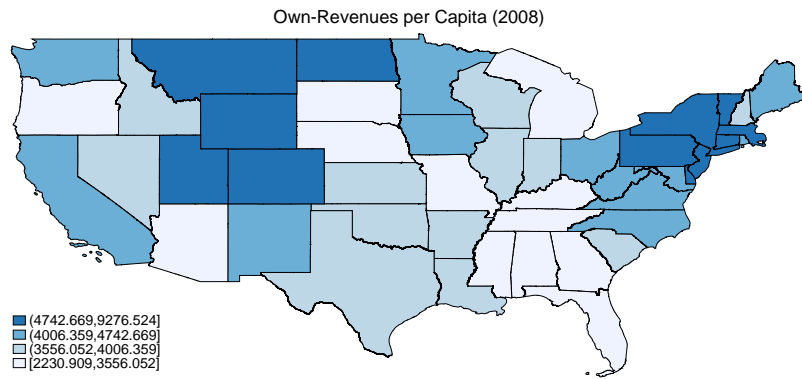 Own-Revenues per Capita (2008)
(4742.669,9276.524]
(4006.359,4742.669]
(3556.052,4006.359]
[2230.909,3556.052]